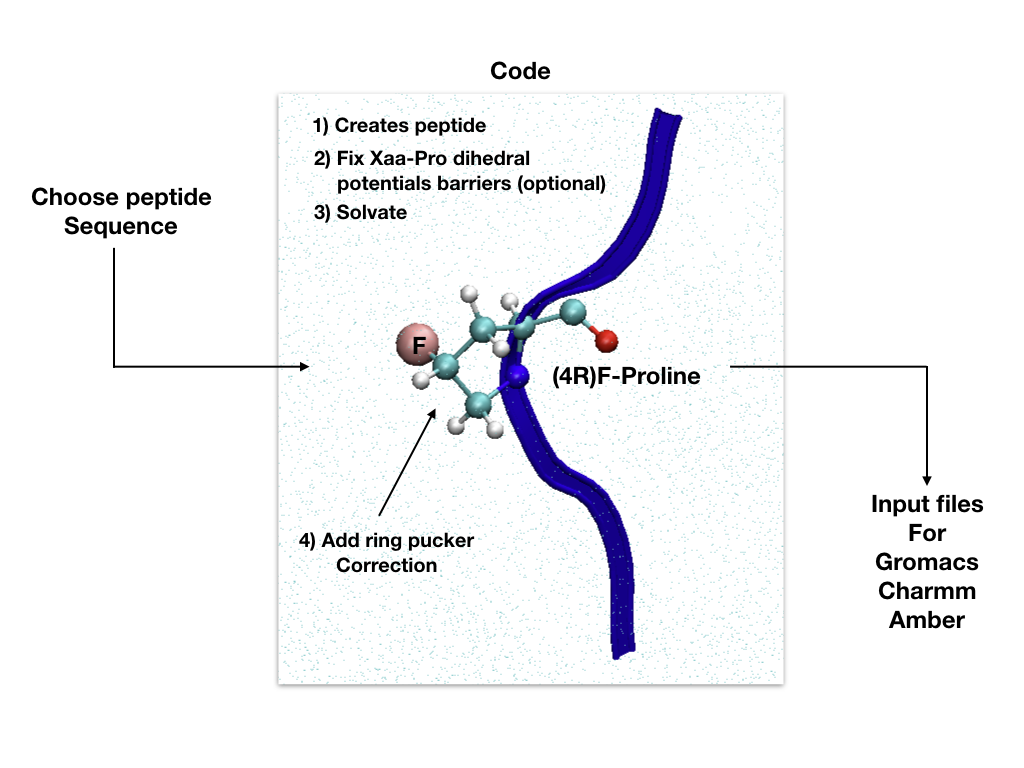 Code
1) Creates peptide
2) Fix Xaa-Pro dihedral
potentials barriers (optional)
3) Solvate
Choose peptide
Sequence
F
(4R)F-Proline
4) Add ring pucker
Correction
Input files
For
Gromacs
Charmm
Amber